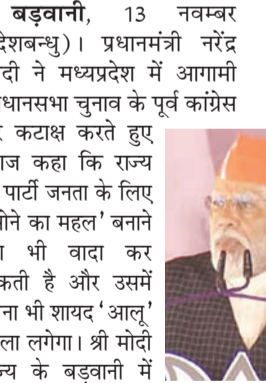 बड़वानी, 13 नवम्बर
देशबन्धु)। प्रधानमंत्री नरेंद्र
दी ने मध्यप्रदेश में आगामी
धानसभा चुनाव के पूर्व कांग्रेस
कटाक्ष करते हुए
ाज कहा कि राज्य
पार्टी जनता के लिए
ोने का महल' बनाने
भी वादा कर
कती है और उसमें
ना भी शायद 'आलू'
ला लगेगा। श्री मोदी
ज्य के बड़वानी में